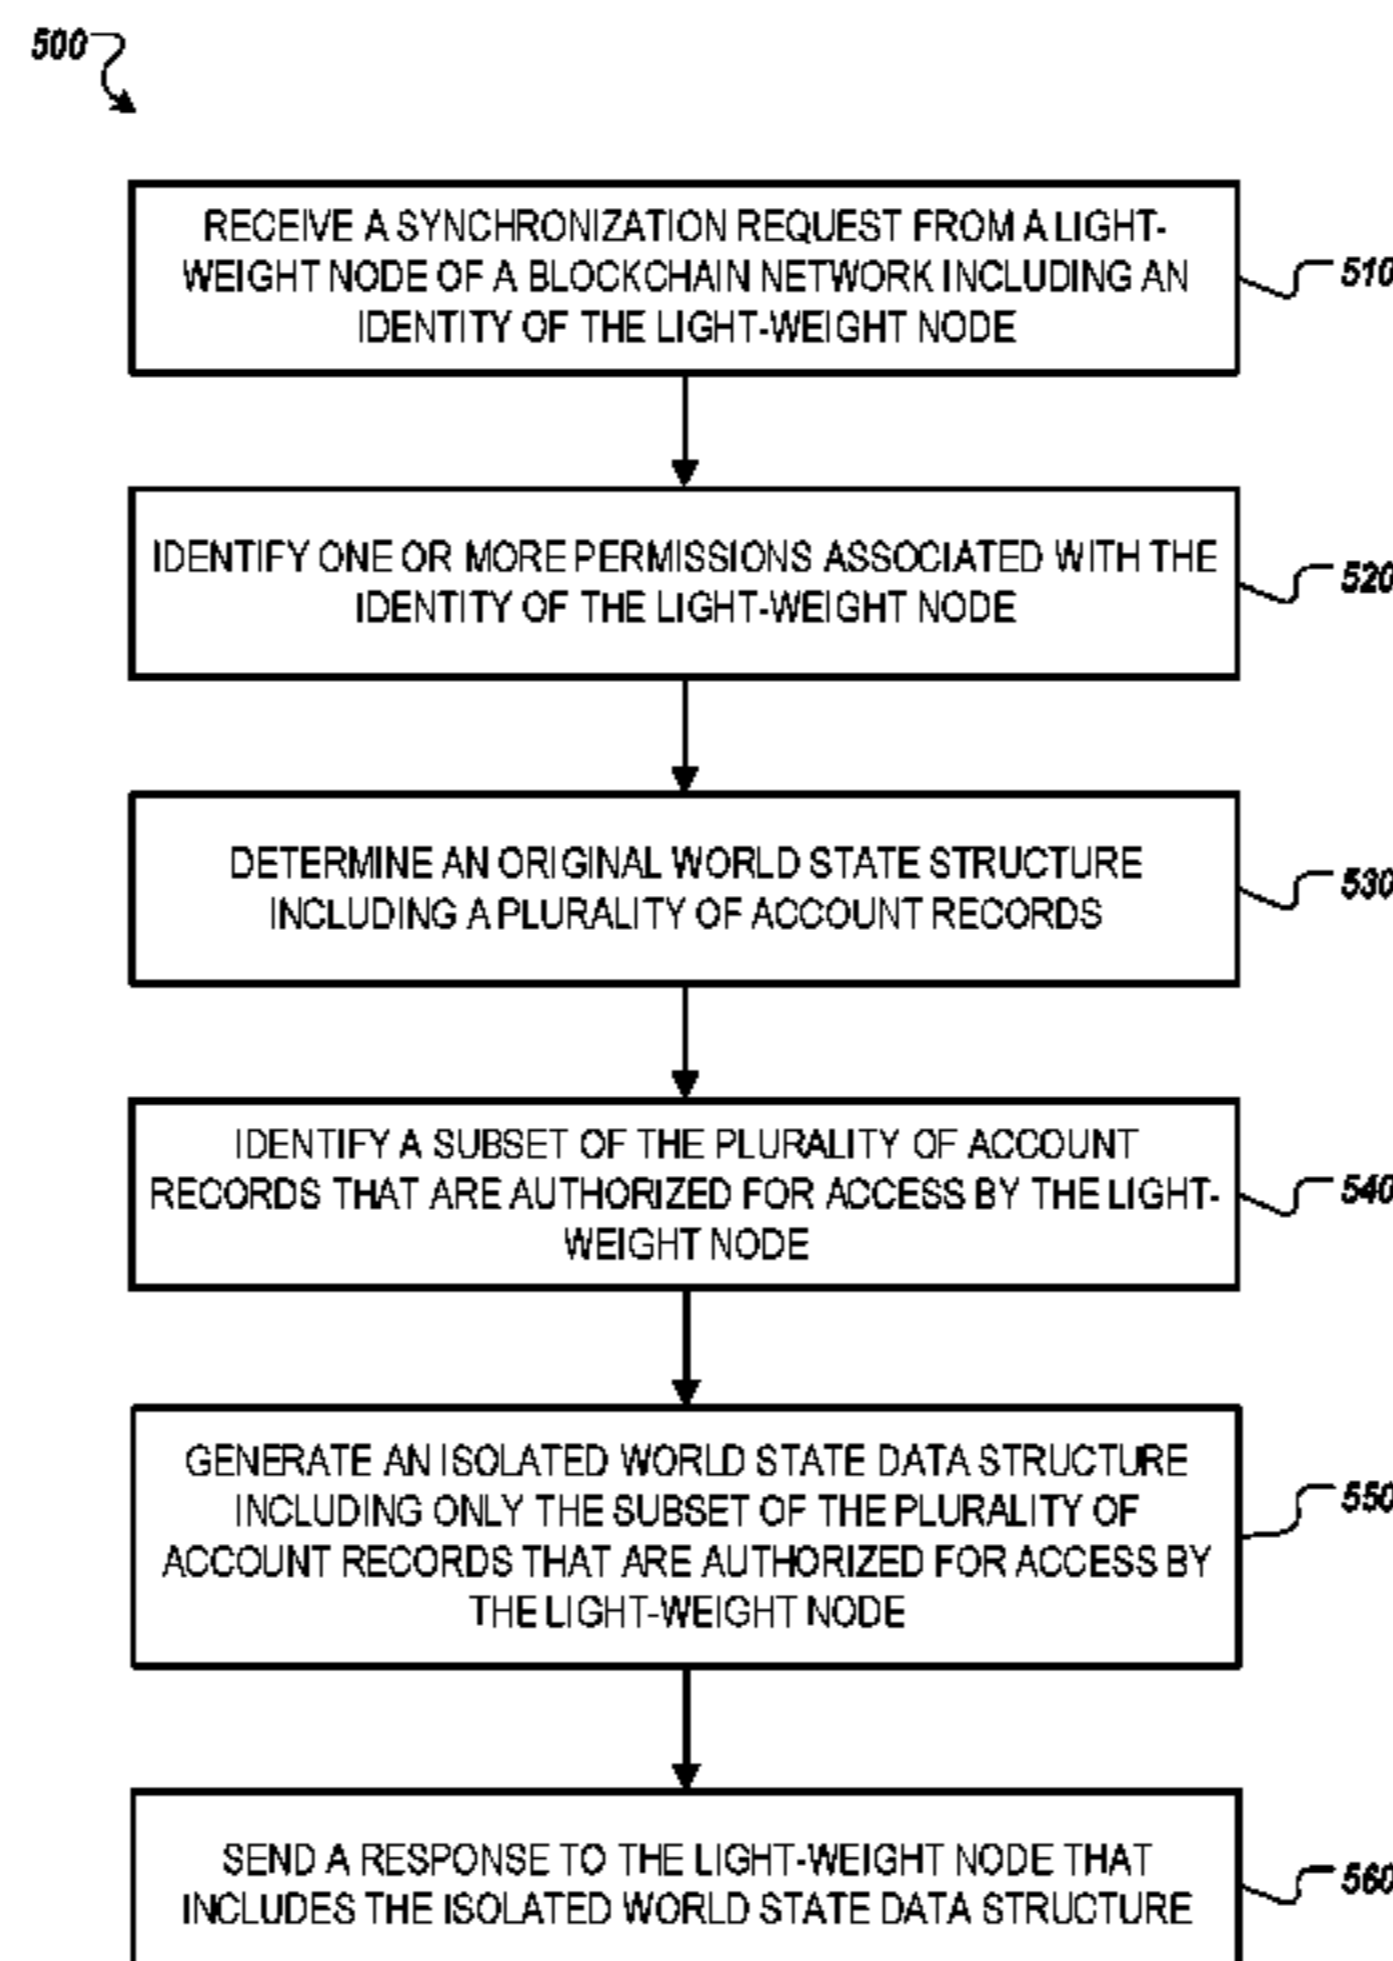 500
RECEIVE A SYNCHRONIZATION REQUEST FROM A LIGHT-
WEIGHT NODE OF A BLOCKCHAIN NETWORK INCLUDING AN
IDENTITY OF THE LIGHT-WEIGHT NODE
510
IDENTIFY ONE OR MORE PERMISSIONS ASSOCIATED WITH THE
IDENTITY OF THE LIGHT-WEIGHT NODE
520
DETERMINE AN ORIGINAL WORLD STATE STRUCTURE
INCLUDING A PLURALITY OF ACCOUNT RECORDS
530
IDENTIFY A SUBSET OF THE PLURALITY OF ACCOUNT
RECORDS THAT ARE AUTHORIZED FOR ACCESS BY THE LIGHT-
WEIGHT NODE
540
GENERATE AN ISOLATED WORLD STATE DATA STRUCTURE
INCLUDING ONLY THE SUBSET OF THE PLURALITY OF
ACCOUNT RECORDS THAT ARE AUTHORIZED FOR ACCESS BY
THE LIGHT-WEIGHT NODE
550
SEND A RESPONSE TO THE LIGHT-WEIGHT NODE THAT
INCLUDES THE ISOLATED WORLD STATE DATA STRUCTURE
560